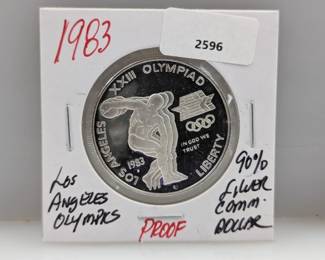 1983
2596
LOS ANGELES XXIII OLYMPIAD
IN GOD WE
TRUST
LIBERTY
1983
S
LOS
ANGELES
OLYMPICS
PROOF
90%
SILVER
COMM.
DOLLAR